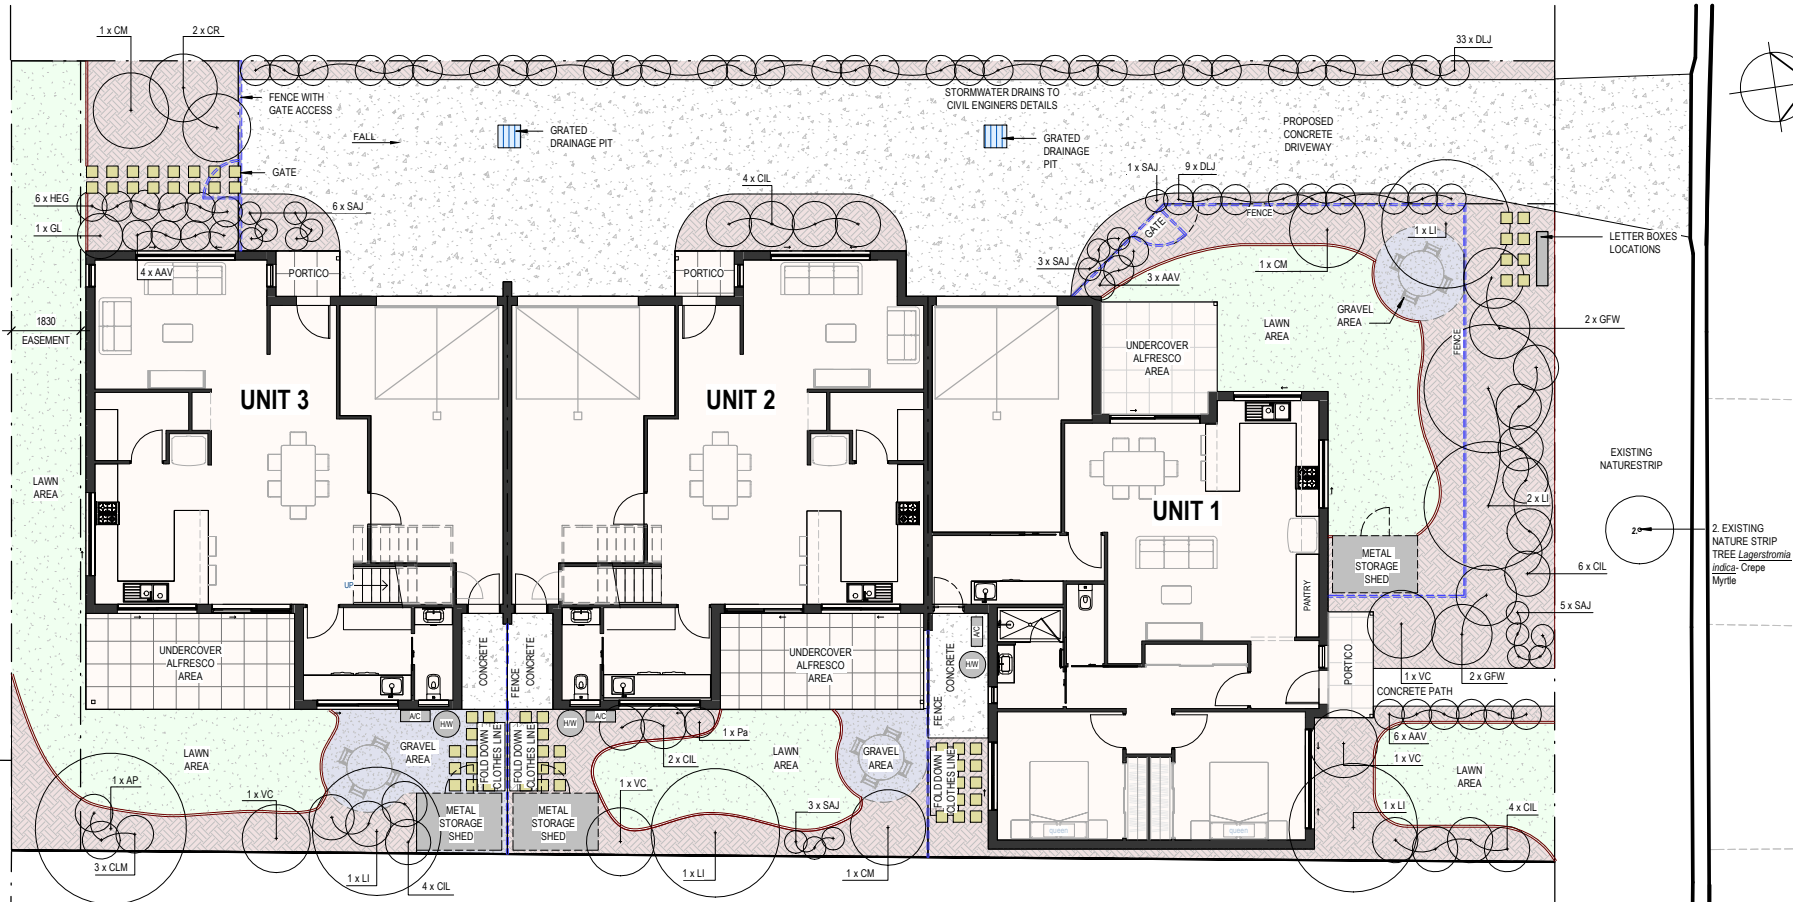 1 x CM
2 x CR
33 x DLJ
FENCE WITH
GATE ACCESS
STORMWATER DRAINS TO
CIVIL ENGINERS DETAILS
FALL
GRATED
DRAINAGE PIT
GRATED
DRAINAGE
PIT
PROPOSED
CONCRETE
DRIVEWAY
GATE
1 x SAJ
9 x DLJ
4 x CIL
6 x HEG
6 x SAJ
1 x GL
FENCE
GATE
1 x LI
LETTER BOXES
LOCATIONS
4 x AAV
PORTICO
PORTICO
3 x SAJ
3 x AAV
1 x CM
1830
EASEMENT
GRAVEL
AREA
LAWN
AREA
2 x GFW
FENCE
UNDERCOVER
ALFRESCO
AREA
UNIT 3
UNIT 2
UNIT 1
LAWN
AREA
EXISTING
NATURESTRIP
2 x LI
2.
2. EXISTING
NATURE STRIP
TREE Lagerstromia
indica- Crepe
Myrtle
METAL
STORAGE
SHED
6 x CIL
UP
PANTRY
5 x SAJ
UNDERCOVER
ALFRESCO
AREA
CONCRETE
FENCE
CONCRETE
UNDERCOVER
ALFRESCO
AREA
A/C
H/W
CONCRETE
FENCE
PORTICO
1 x VC
2 x GFW
CONCRETE PATH
A/C
H/W
H/W
A/C
1 x Pa
6 x AAV
LAWN
AREA
GRAVEL
AREA
FOLD DOWN
CLOTHES LINE
FOLD DOWN
CLOTHES LINE
2 x CIL
LAWN
AREA
GRAVEL
AREA
FOLD DOWN
CLOTHES LINE
1 x VC
LAWN
AREA
1 x AP
1 x VC
1 x VC
METAL
STORAGE
SHED
METAL
STORAGE
SHED
3 x SAJ
queen
queen
1 x LI
4 x CIL
3 x CLM
1 x LI
4 x CIL
1 x LI
1 x CM